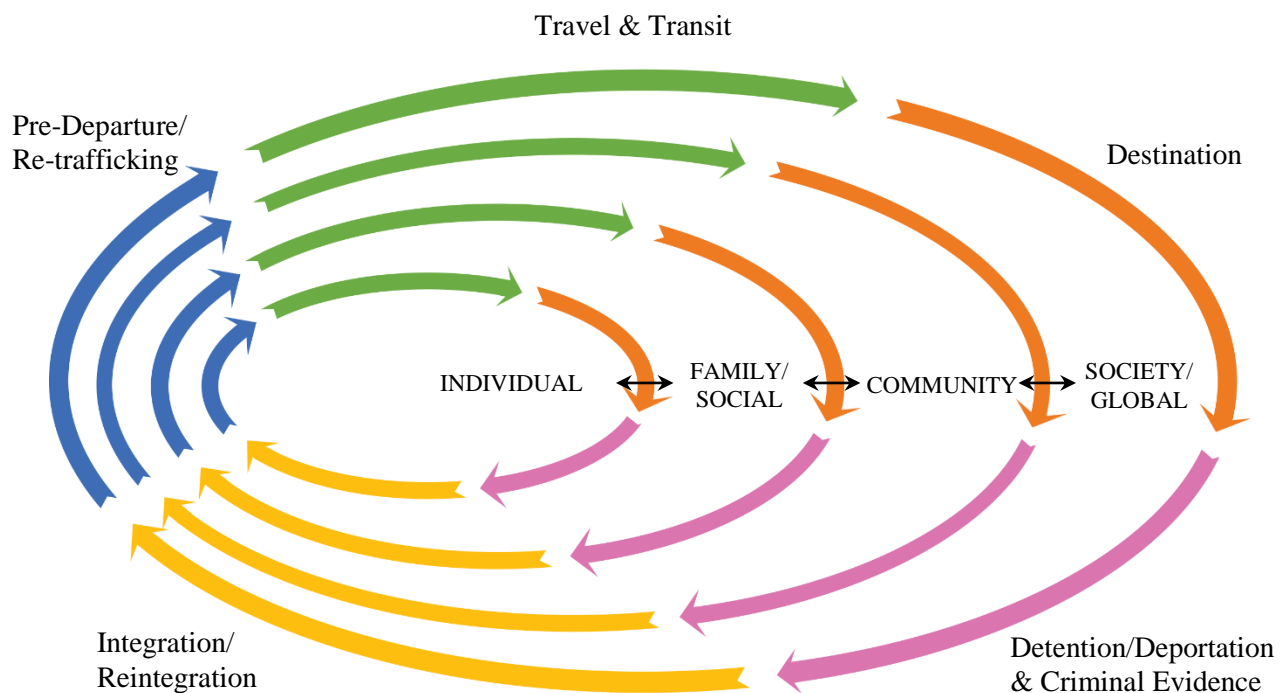 Travel & Transit
Pre-Departure/
Re-trafficking
Destination
INDIVIDUAL
FAMILY/
SOCIAL
COMMUNITY
SOCIETY/
GLOBAL
Integration/
Reintegration
Detention/Deportation
& Criminal Evidence